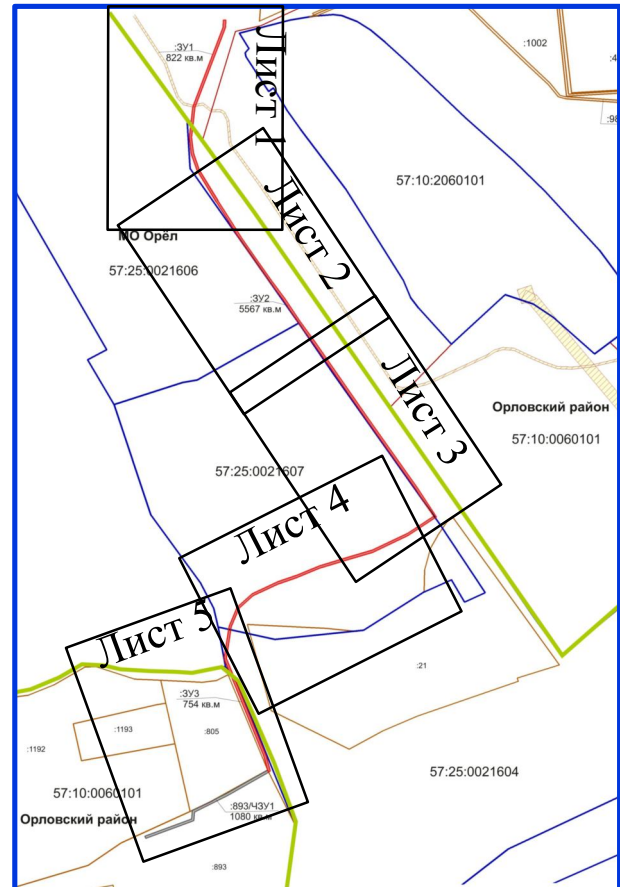 Лист 1
:ЗУ1
822 кв.м
:1002
:4
:98
57:10:2060101
Лист 2
МО Орёл
57:25:0021606
:ЗУ2
5567 кв.м
Лист 3
Орловский район
57:10:0060101
57:25:0021607
Лист 4
Лист 5
:21
:ЗУ3
754 кв.м
:1193
:805
:1192
57:25:0021604
57:10:0060101
:893/ЧЗУ1
1080 кв.м
Орловский район
:893